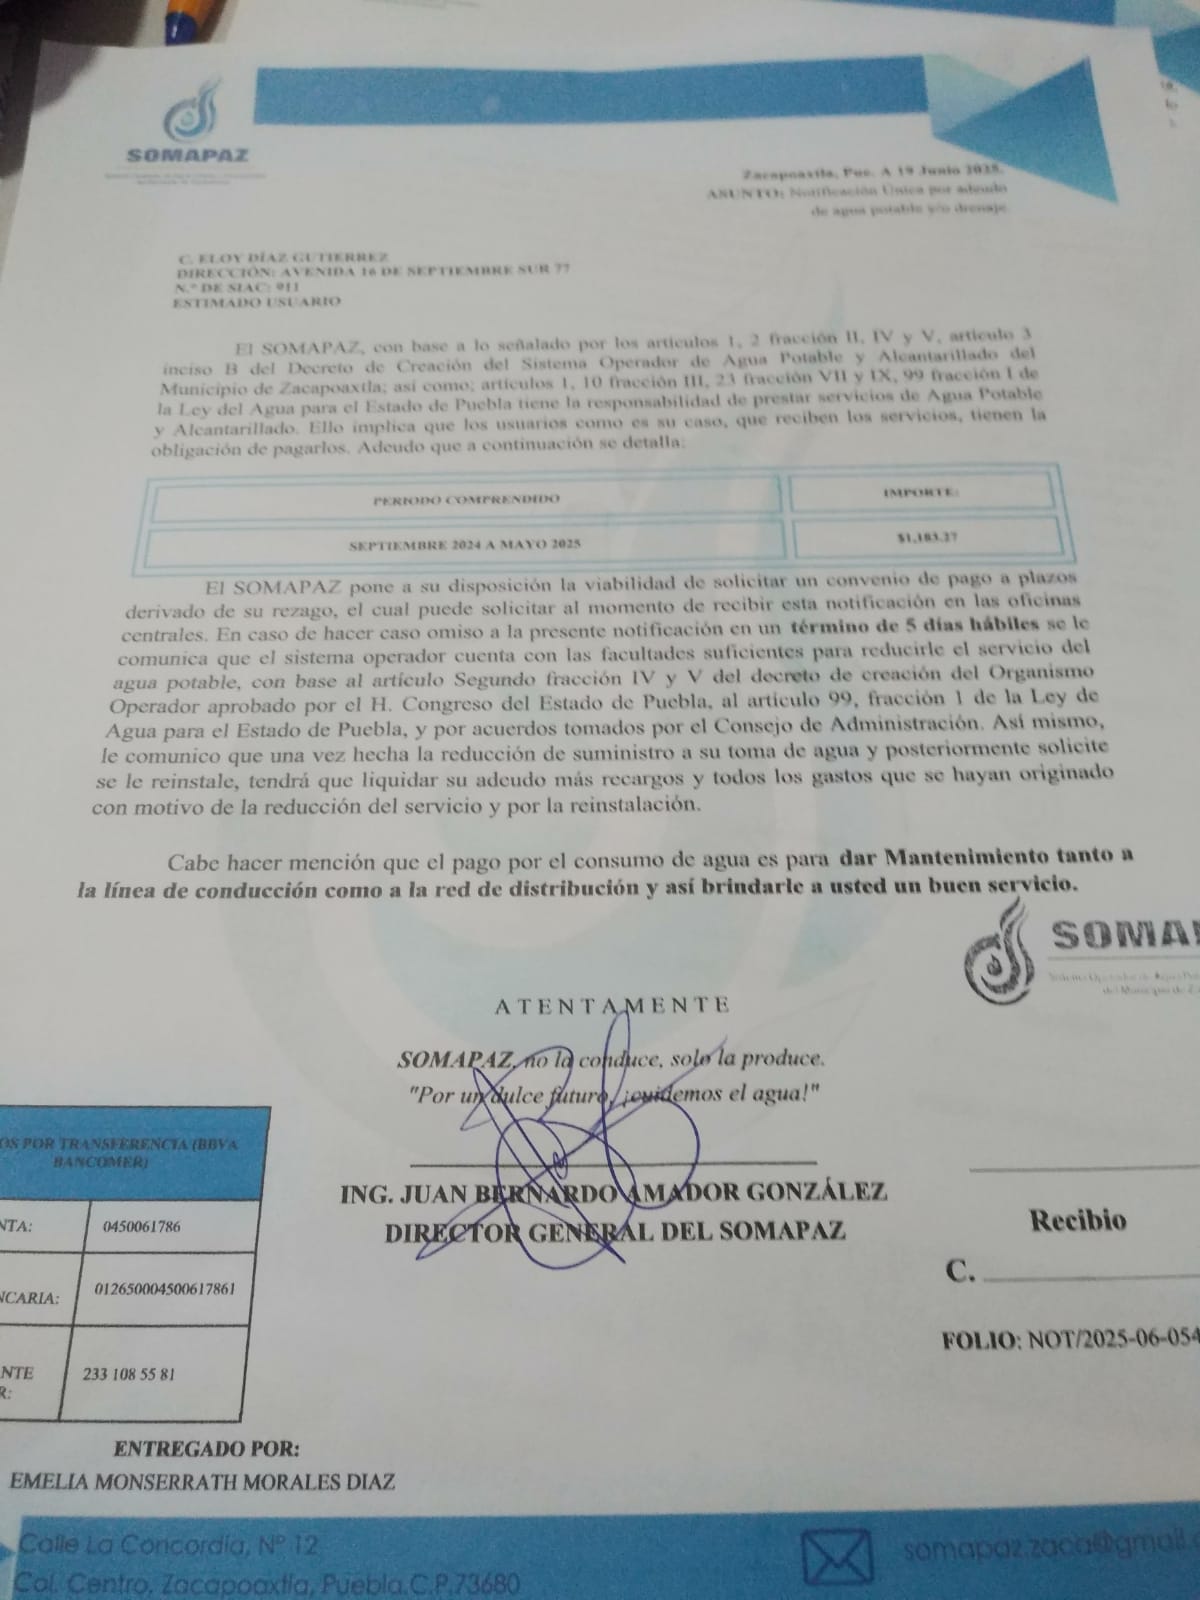 SOMAPAZ
Zacapoaxtla, Pue. A 19 Junio 2025.
ASUNTO: Notificación Única por adeudo
de agua potable y/o drenaje.
C. ELOY DÍAZ GUTIERREZ
DIRECCIÓN: AVENIDA 16 DE SEPTIEMBRE SUR 77
N.° DE SIAC: 911
ESTIMADO USUARIO
El SOMAPAZ, con base a lo señalado por los artículos 1, 2 fracción II, IV y V, artículo 3
inciso B del Decreto de Creación del Sistema Operador de Agua Potable y Alcantarillado del
Municipio de Zacapoaxtla; así como; artículos 1, 10 fracción III, 23 fracción VII y IX, 99 fracción I de
la Ley del Agua para el Estado de Puebla tiene la responsabilidad de prestar servicios de Agua Potable
y Alcantarillado. Ello implica que los usuarios como es su caso, que reciben los servicios, tienen la
obligación de pagarlos. Adeudo que a continuación se detalla:
PERIODO COMPRENDIDO
IMPORTE:
SEPTIEMBRE 2024 A MAYO 2025
$1,183.27
El SOMAPAZ pone a su disposición la viabilidad de solicitar un convenio de pago a plazos
derivado de su rezago, el cual puede solicitar al momento de recibir esta notificación en las oficinas
centrales. En caso de hacer caso omiso a la presente notificación en un término de 5 días hábiles se le
comunica que el sistema operador cuenta con las facultades suficientes para reducirle el servicio del
agua potable, con base al artículo Segundo fracción IV y V del decreto de creación del Organismo
Operador aprobado por el H. Congreso del Estado de Puebla, al artículo 99, fracción 1 de la Ley de
Agua para el Estado de Puebla, y por acuerdos tomados por el Consejo de Administración. Así mismo,
le comunico que una vez hecha la reducción de suministro a su toma de agua y posteriormente solicite
se le reinstale, tendrá que liquidar su adeudo más recargos y todos los gastos que se hayan originado
con motivo de la reducción del servicio y por la reinstalación.
Cabe hacer mención que el pago por el consumo de agua es para dar Mantenimiento tanto a
la línea de conducción como a la red de distribución y así brindarle a usted un buen servicio.
SOMA
ATENTAMENTE
SOMAPAZ, no la conduce, solo la produce.
"Por un dulce futuro, ¡cuidemos el agua!"
ING. JUAN BERNARDO AMADOR GONZÁLEZ
DIRECTOR GENERAL DEL SOMAPAZ
Recibio
C.
FOLIO: NOT/2025-06-054
OS POR TRANSFERENCIA (BBVA
BANCOMER)
NTA:
0450061786
NCARIA:
012650004500617861
NTE
R:
233 108 55 81
ENTREGADO POR:
EMELIA MONSERRATH MORALES DIAZ
Calle La Concordia, N° 12
Col. Centro, Zacapoaxtla, Puebla.C.P.73680
somapaz.zaca@gmail.